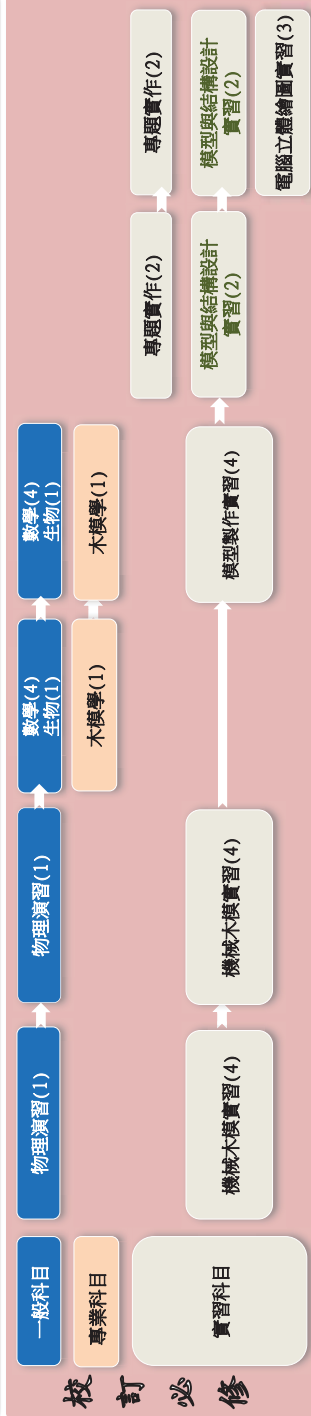 校訂必修
一般科目
物理演習(1)
物理演習(1)
數學(4)
生物(1)
數學(4)
生物(1)
專業科目
木模學(1)
木模學(1)
實習科目
專題實作(2)
專題實作(2)
機械木模實習(4)
機械木模實習(4)
模型製作實習(4)
模型與結構設計
實習(2)
模型與結構設計
實習(2)
電腦立體繪圖實習(3)